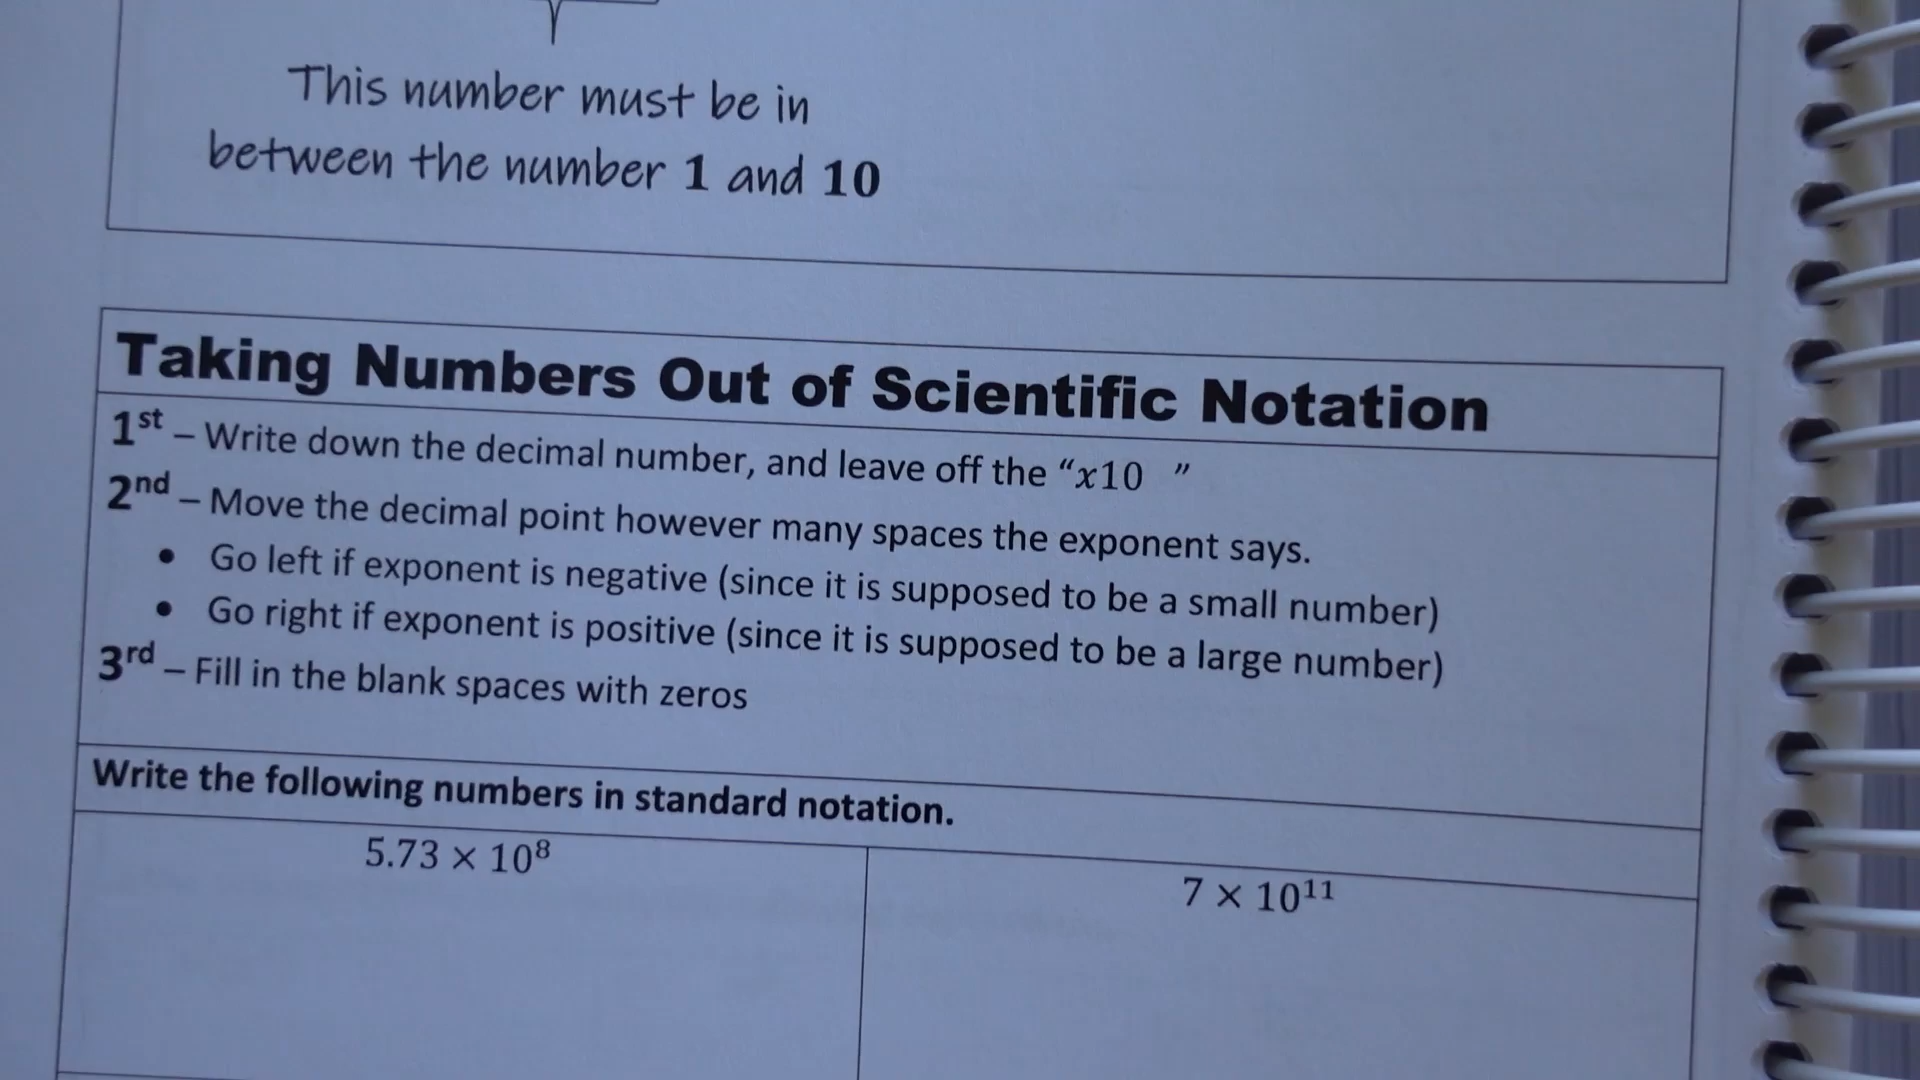 This number must be in
between the number 1 and 10
Taking Numbers Out of Scientific Notation
1st – Write down the decimal number, and leave off the “x10 ”
2nd – Move the decimal point however many spaces the exponent says.
• Go left if exponent is negative (since it is supposed to be a small number)
• Go right if exponent is positive (since it is supposed to be a large number)
3rd – Fill in the blank spaces with zeros
Write the following numbers in standard notation.
5.73 × 10⁸
7 × 10¹¹